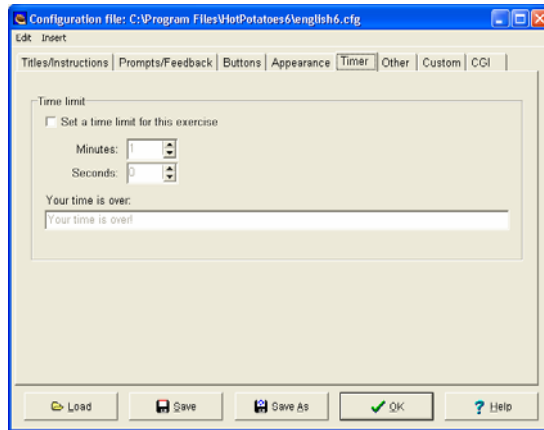 Configuration file: C:\Program Files\HotPotatoes6\english6.cfg
Edit Insert
Titles/Instructions Prompts/Feedback Buttons Appearance Timer Other Custom CGI
Time limit
Set a time limit for this exercise
Minutes: 1
Seconds: 0
Your time is over:
Your time is over!
Load Save Save As OK Help